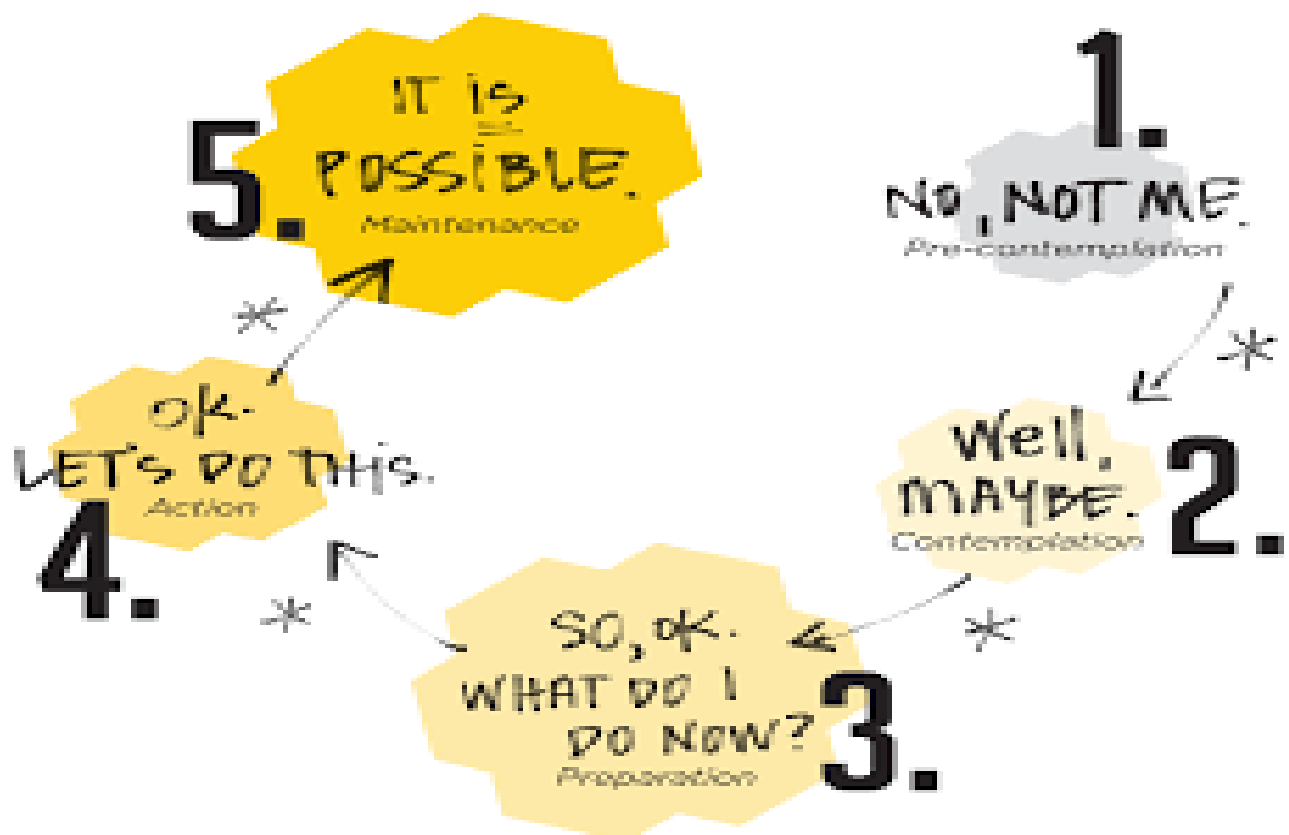 1.
NO, NOT ME.
Pre-contemplation
*
Well,
MAYBE.
Contemplation
2.
*
SO, OK.
WHAT DO I
DO NOW?
Preparation
3.
*
OK.
LET'S DO THIS.
Action
4.
*
IT is
POSSIBLE.
Maintenance
5.